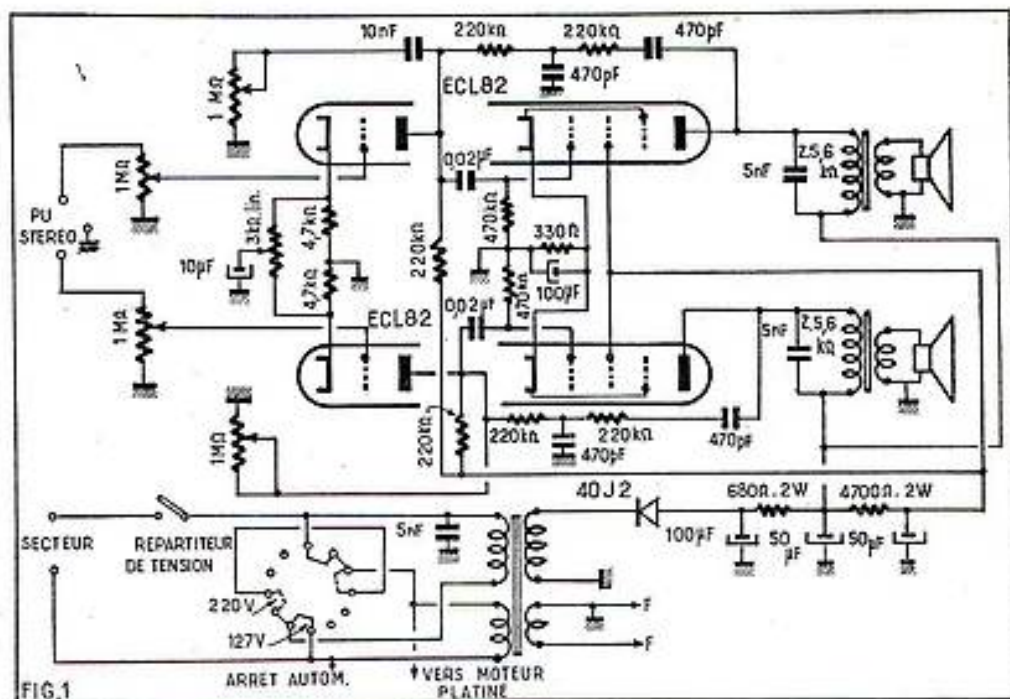 10nF
220kΩ
220kΩ
470pF
470pF
1MΩ
ECL82
0,02µF
5nF
2,5,6
kΩ
1MΩ
PU
STEREO
3kΩ.lin.
4,7kΩ
4,7kΩ
10µF
220kΩ
470kΩ
470kΩ
330Ω
100µF
0,02µF
ECL82
1MΩ
5nF
2,5,6
kΩ
1MΩ
220kΩ
220kΩ
470pF
220kΩ
470pF
40J2
680Ω.2W
4700Ω.2W
100µF
50
µF
50µF
SECTEUR
REPARTITEUR
DE TENSION
5nF
220V
127V
F
F
ARRET AUTOM.
VERS MOTEUR
PLATINE
FIG.1